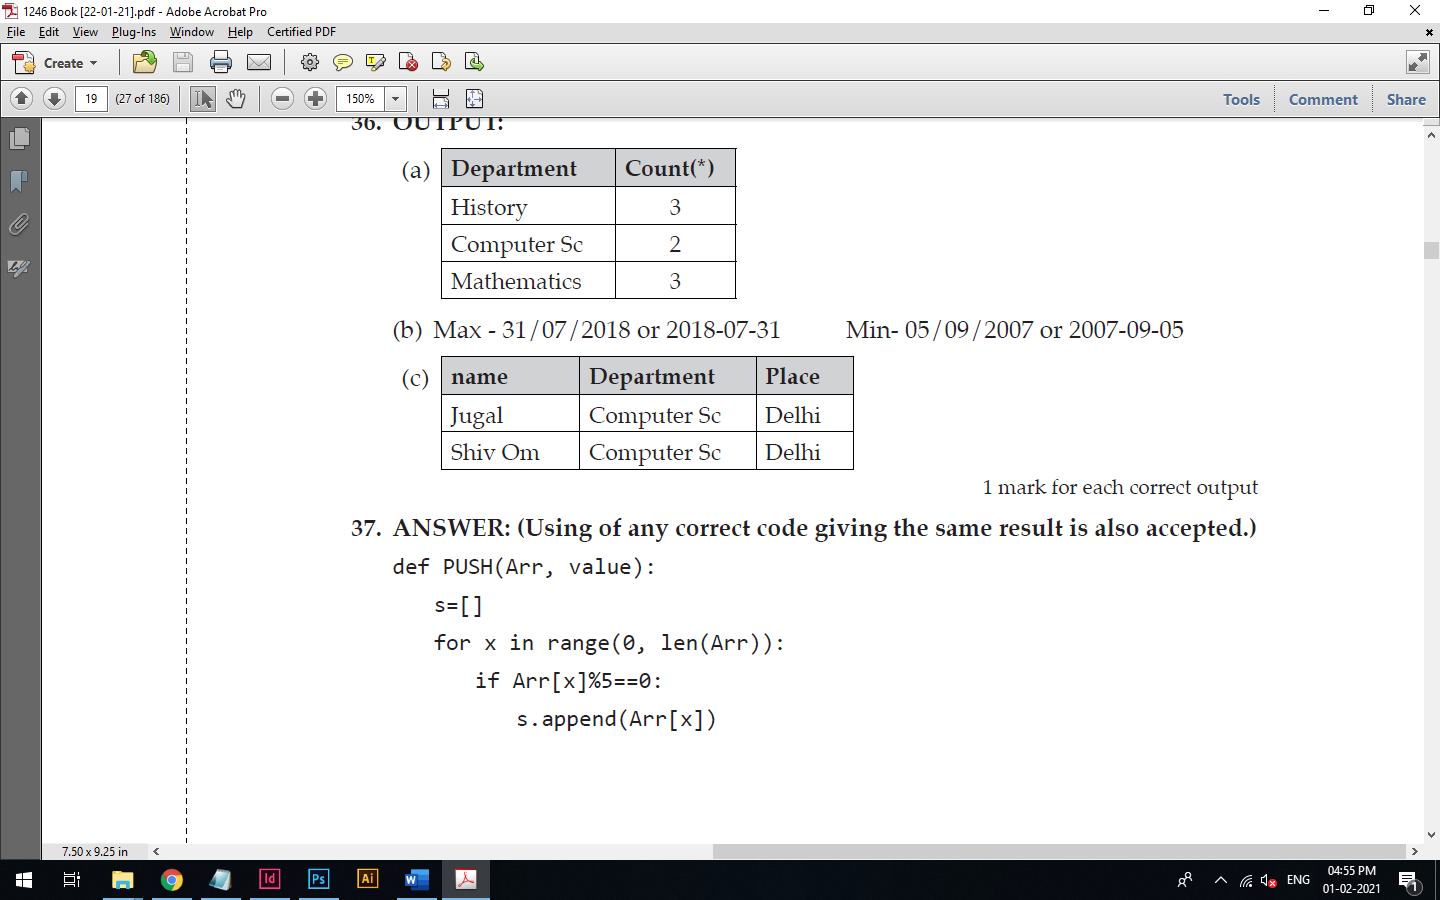 1246 Book [22-01-21].pdf - Adobe Acrobat Pro
File Edit View Plug-Ins Window Help Certified PDF
Create
19 (27 of 186) 150% Tools Comment Share
36. OUTPUT:
(a) Department Count(*)
History 3
Computer Sc 2
Mathematics 3
(b) Max - 31/07/2018 or 2018-07-31 Min- 05/09/2007 or 2007-09-05
(c) name Department Place
Jugal Computer Sc Delhi
Shiv Om Computer Sc Delhi
1 mark for each correct output
37. ANSWER: (Using of any correct code giving the same result is also accepted.)
def PUSH(Arr, value):
s=[]
for x in range(0, len(Arr)):
if Arr[x]%5==0:
s.append(Arr[x])
7.50 x 9.25 in
Id Ps Ai W ENG 04:55 PM
01-02-2021 1